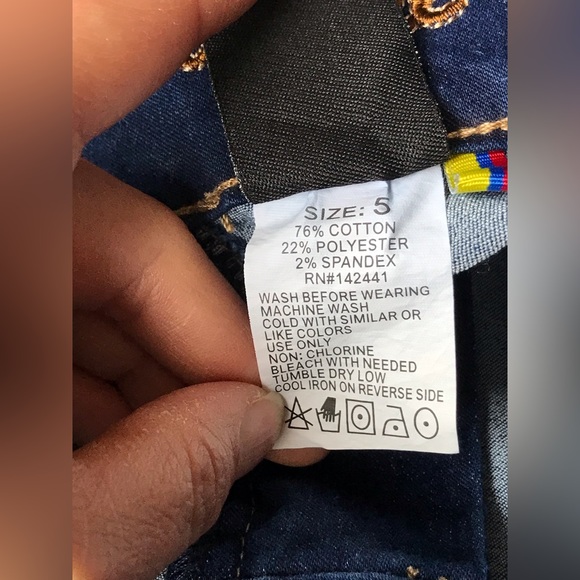 SIZE: 5
76% COTTON
22% POLYESTER
2% SPANDEX
RN#142441
WASH BEFORE WEARING
MACHINE WASH
COLD WITH SIMILAR OR
LIKE COLORS
USE ONLY
NON: CHLORINE
BLEACH WITH NEEDED
TUMBLE DRY LOW
COOL IRON ON REVERSE SIDE